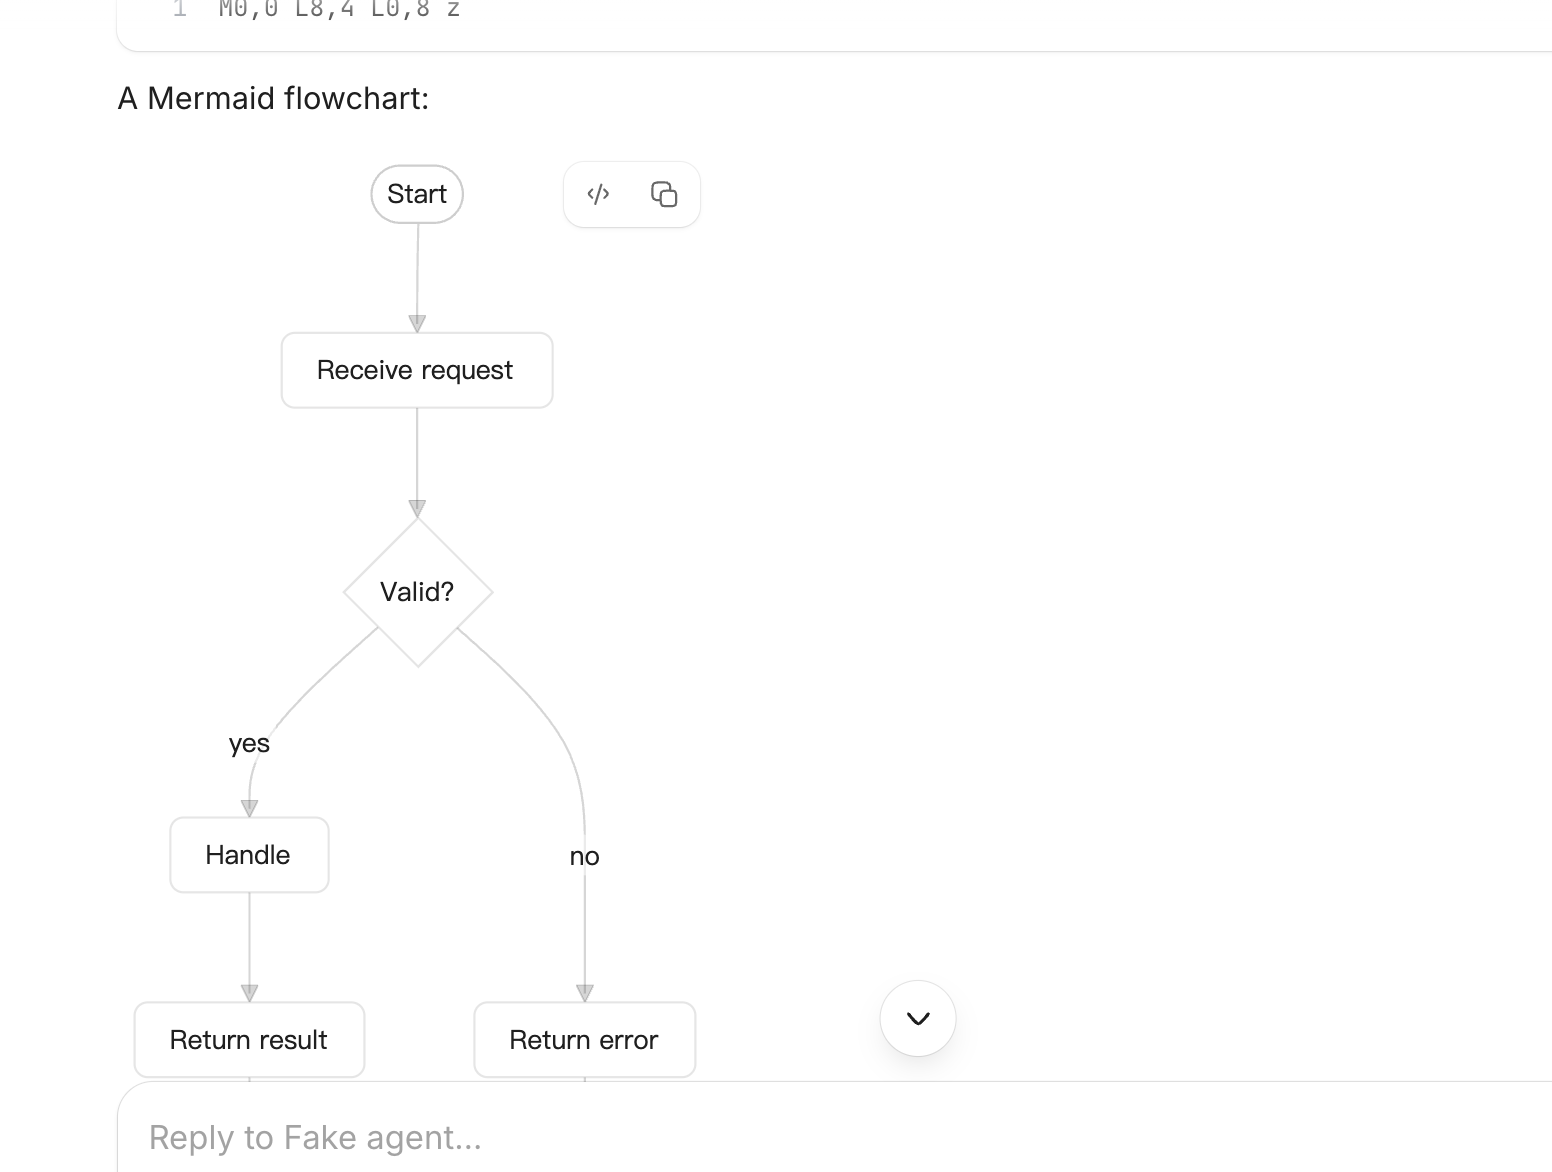 1 M0,0 L8,4 L0,8 z
A Mermaid flowchart:
Start
Receive request
Valid?
yes
Handle
no
Return result
Return error
Reply to Fake agent...